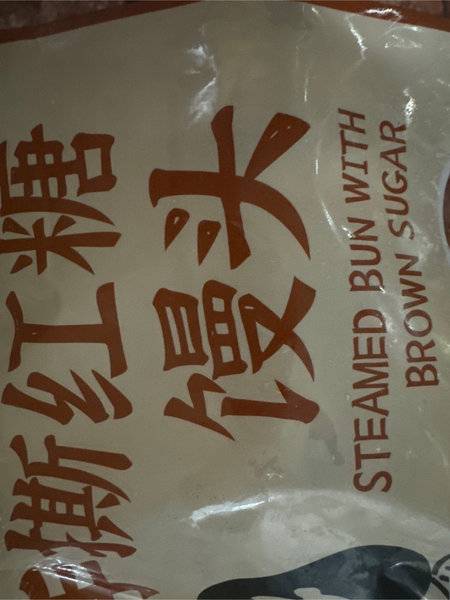 撕红糖
馒头
STEAMED BUN WITH
BROWN SUGAR